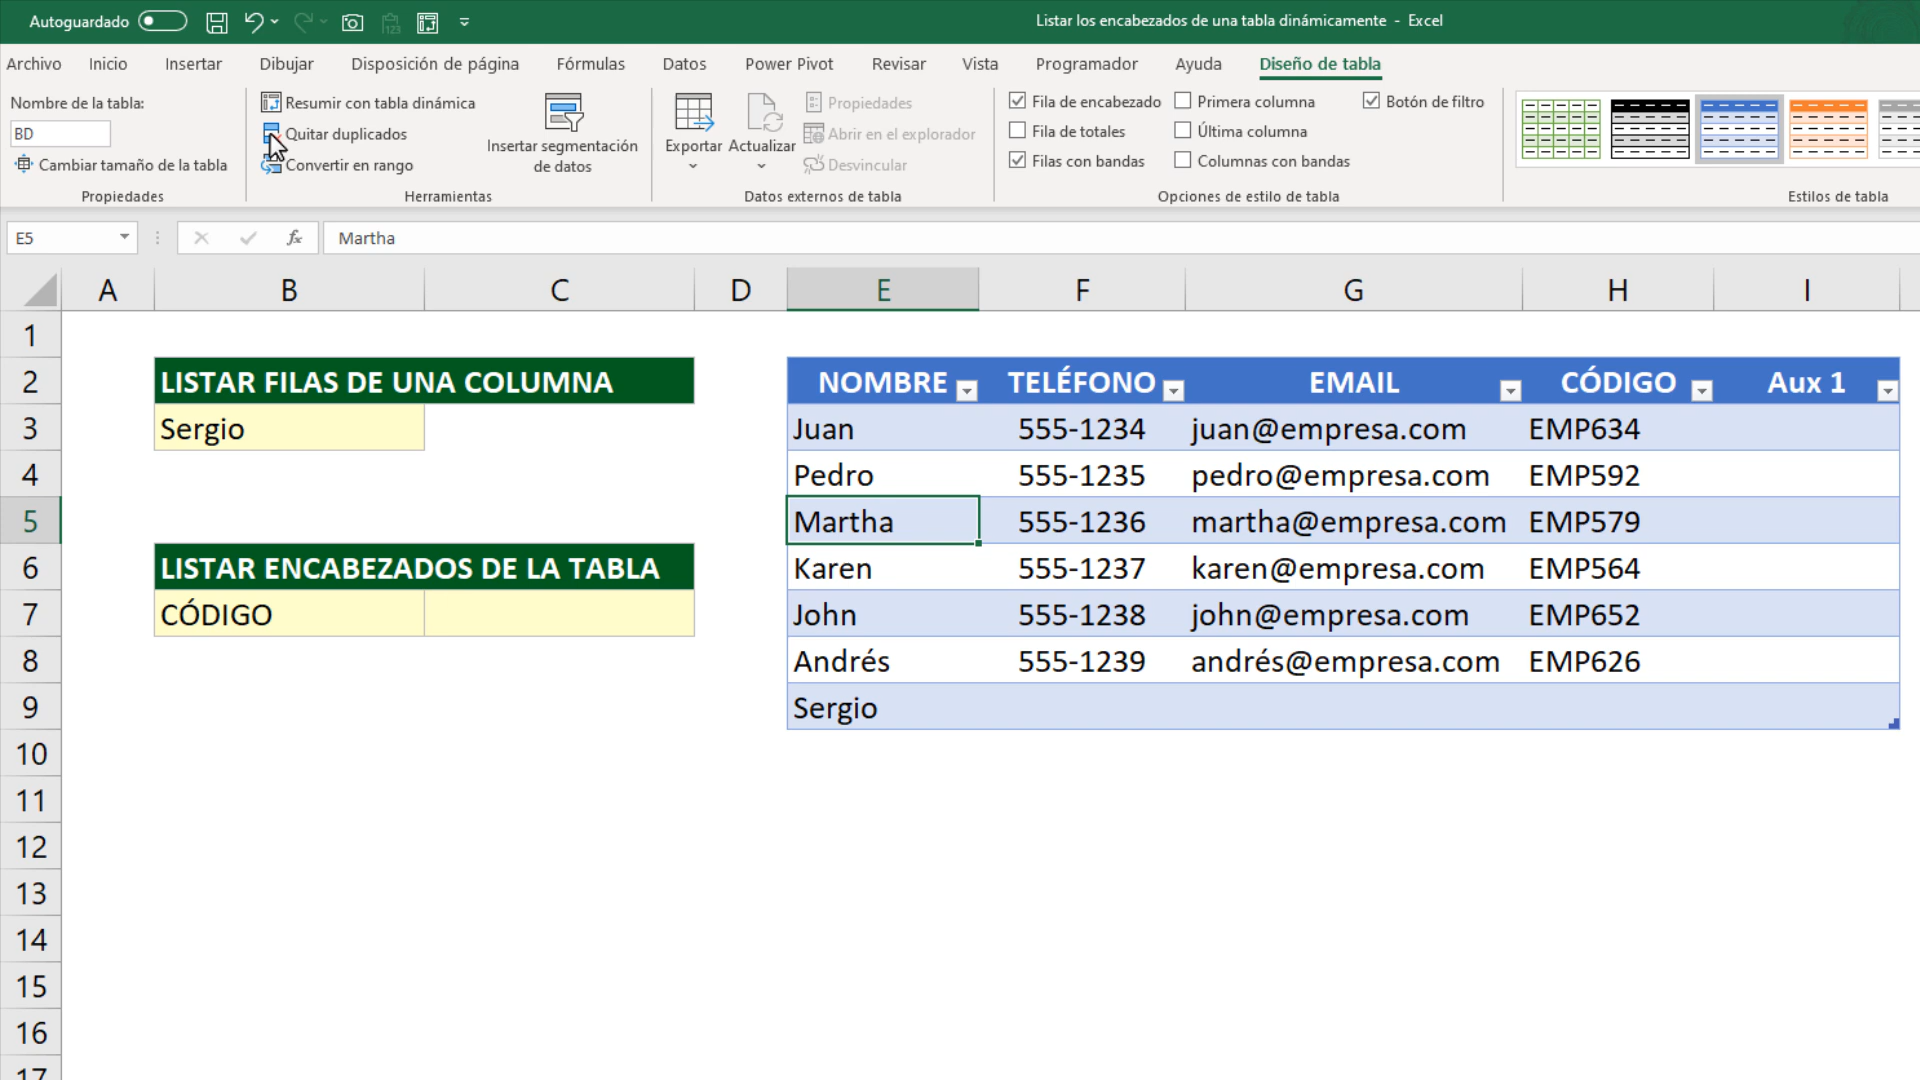 Autoguardado
Listar los encabezados de una tabla dinámicamente - Excel
Archivo Inicio Insertar Dibujar Disposición de página Fórmulas Datos Power Pivot Revisar Vista Programador Ayuda Diseño de tabla
Nombre de la tabla:
BD
Cambiar tamaño de la tabla
Propiedades
Resumir con tabla dinámica
Quitar duplicados
Convertir en rango
Insertar segmentación
de datos
Herramientas
Exportar
Actualizar
Propiedades
Abrir en el explorador
Desvincular
Datos externos de tabla
Fila de encabezado
Fila de totales
Filas con bandas
Primera columna
Última columna
Columnas con bandas
Botón de filtro
Opciones de estilo de tabla
Estilos de tabla
E5 fx Martha
A B C D E F G H I
1
2 LISTAR FILAS DE UNA COLUMNA NOMBRE TELÉFONO EMAIL CÓDIGO Aux 1
3 Sergio Juan 555-1234 juan@empresa.com EMP634
4 Pedro 555-1235 pedro@empresa.com EMP592
5 Martha 555-1236 martha@empresa.com EMP579
6 LISTAR ENCABEZADOS DE LA TABLA Karen 555-1237 karen@empresa.com EMP564
7 CÓDIGO John 555-1238 john@empresa.com EMP652
8 Andrés 555-1239 andrés@empresa.com EMP626
9 Sergio
10
11
12
13
14
15
16
17